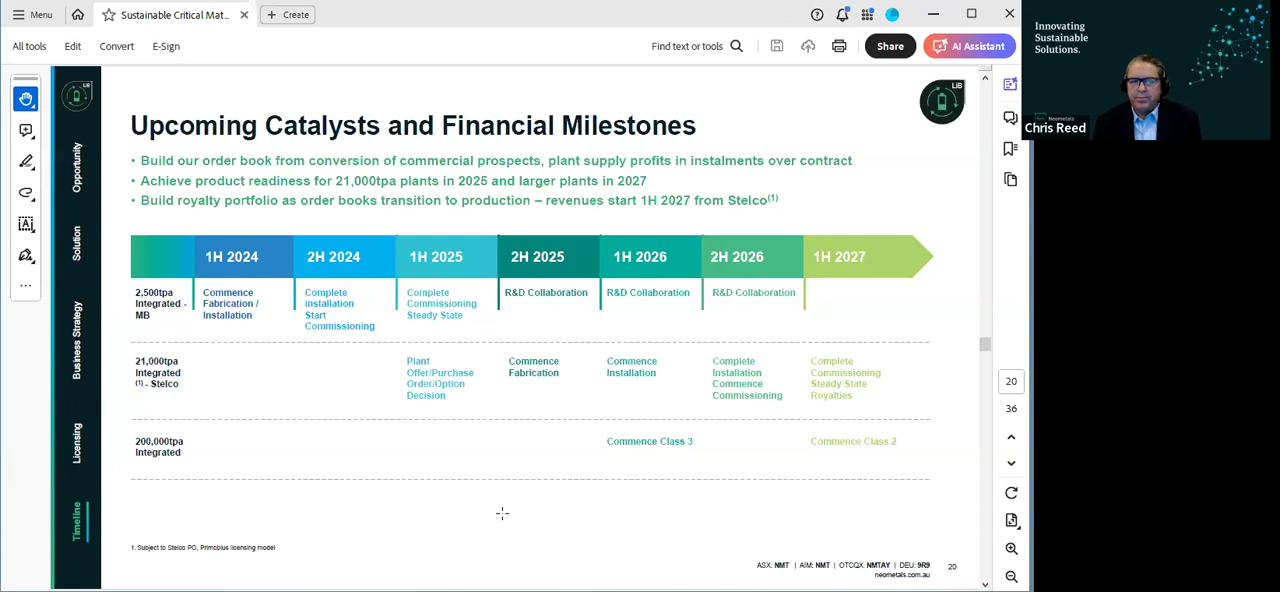 Menu
Sustainable Critical Mat...
Create
All tools
Edit
Convert
E-Sign
Find text or tools
Share
AI Assistant
Innovating
Sustainable
Solutions.
Neometals
Chris Reed
LiB
LiB
Opportunity
Solution
Business Strategy
Licensing
Timeline
Upcoming Catalysts and Financial Milestones
• Build our order book from conversion of commercial prospects, plant supply profits in instalments over contract
• Achieve product readiness for 21,000tpa plants in 2025 and larger plants in 2027
• Build royalty portfolio as order books transition to production – revenues start 1H 2027 from Stelco(1)
1H 2024
2H 2024
1H 2025
2H 2025
1H 2026
2H 2026
1H 2027
2,500tpa
Integrated -
MB
Commence
Fabrication /
Installation
Complete
installation
Start
Commissioning
Complete
Commissioning
Steady State
R&D Collaboration
R&D Collaboration
R&D Collaboration
21,000tpa
Integrated
(1) - Stelco
Plant
Offer/Purchase
Order/Option
Decision
Commence
Fabrication
Commence
Installation
Complete
Installation
Commence
Commissioning
Complete
Commissioning
Steady State
Royalties
200,000tpa
Integrated
Commence Class 3
Commence Class 2
1. Subject to Stelco PO, Primobius licensing model
ASX: NMT | AIM: NMT | OTCQX: NMTAY | DEU: 9R9
neometals.com.au
20
20
36